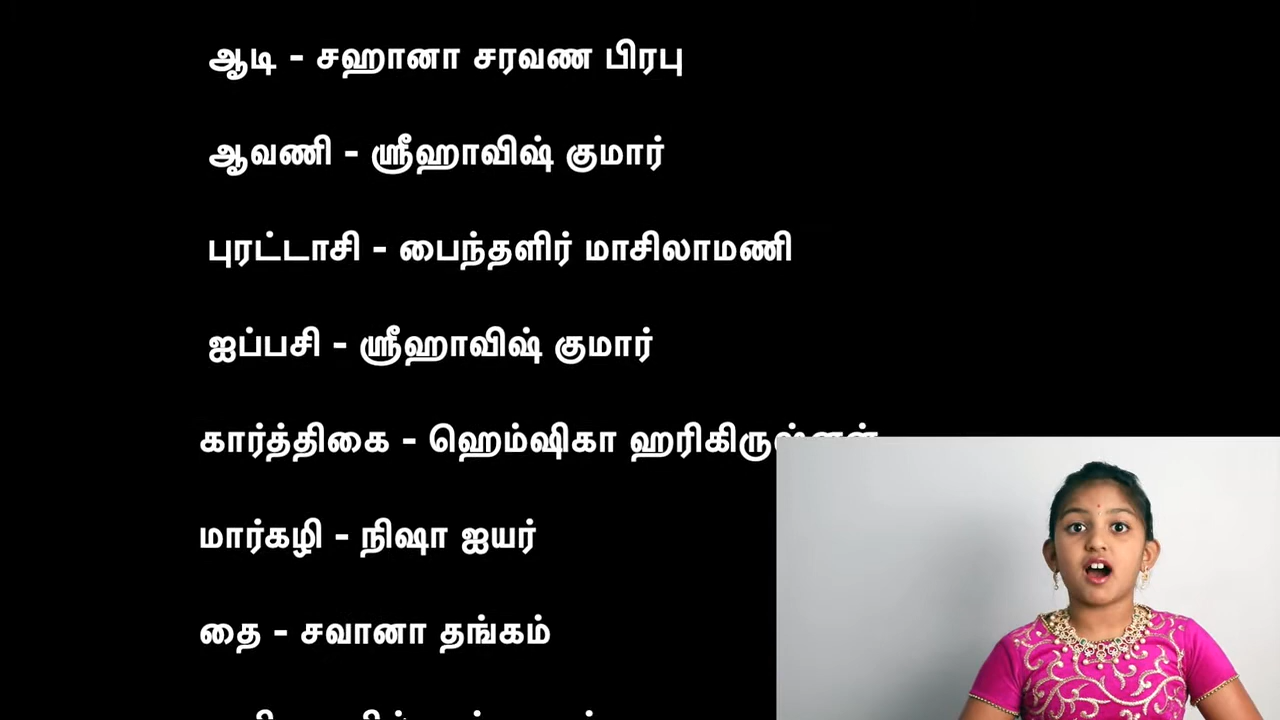 ஆடி - சஹானா சரவண பிரபு
ஆவணி - ஸ்ரீஹாவிஷ் குமார்
புரட்டாசி - பைந்தளிர் மாசிலாமணி
ஐப்பசி - ஸ்ரீஹாவிஷ் குமார்
கார்த்திகை - ஹெம்ஷிகா
மார்கழி - நிஷா ஐயர்
தை - சவானா தங்கம்